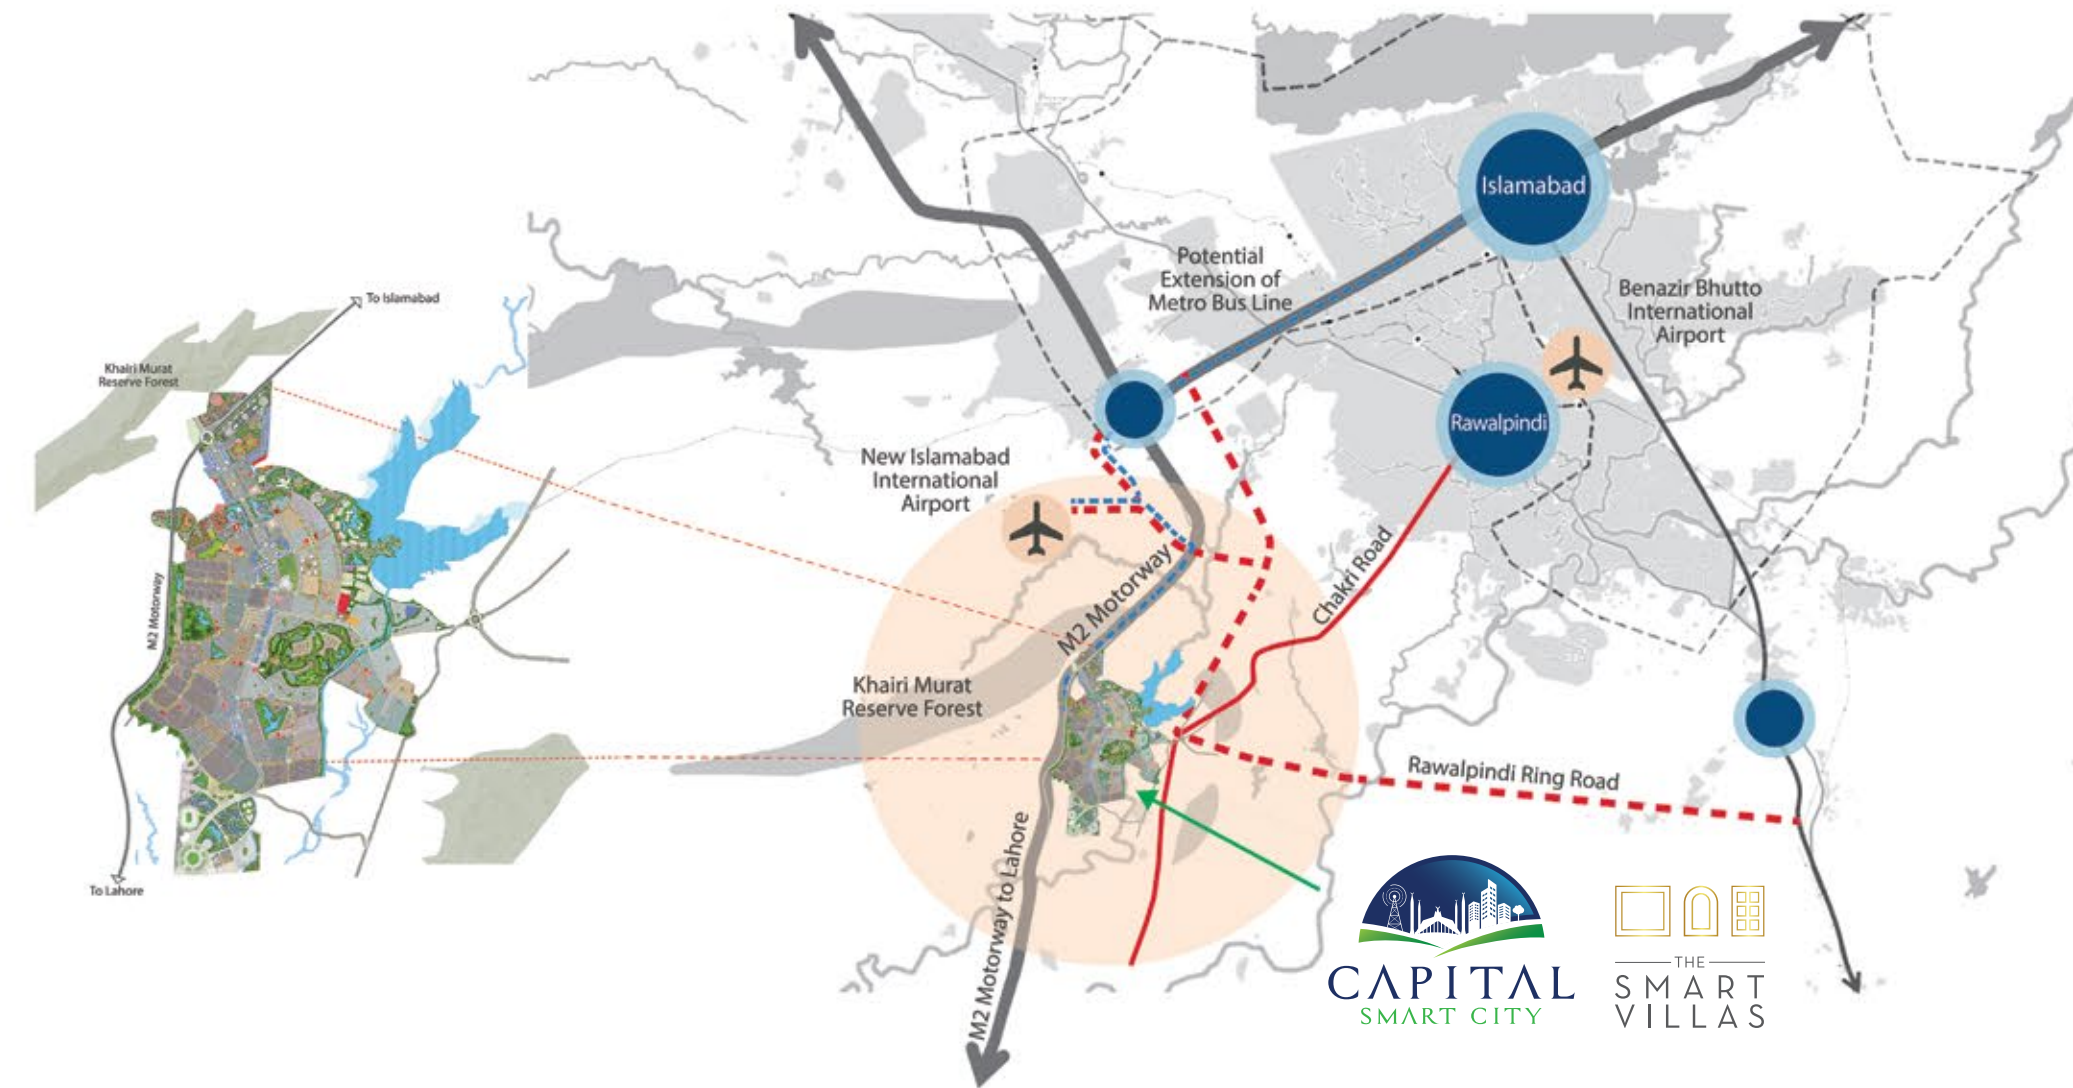 To Islamabad
Khairi Murat
Reserve Forest
M2 Motorway
To Lahore
Islamabad
Potential
Extension of
Metro Bus Line
Benazir Bhutto
International
Airport
Rawalpindi
New Islamabad
International
Airport
M2 Motorway
Chakri Road
Khairi Murat
Reserve Forest
Rawalpindi Ring Road
M2 Motorway to Lahore
CAPITAL
SMART CITY
THE
SMART
VILLAS